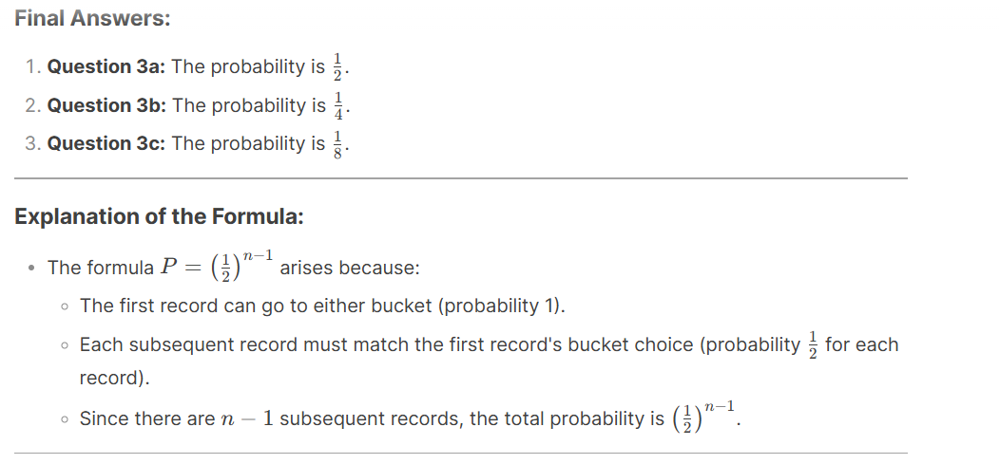 Final Answers:
1. Question 3a: The probability is 1/2.
2. Question 3b: The probability is 1/4.
3. Question 3c: The probability is 1/8.
Explanation of the Formula:
• The formula P = (1/2)^{n−1} arises because:
◦ The first record can go to either bucket (probability 1).
◦ Each subsequent record must match the first record's bucket choice (probability 1/2 for each
record).
◦ Since there are n − 1 subsequent records, the total probability is (1/2)^{n−1}.